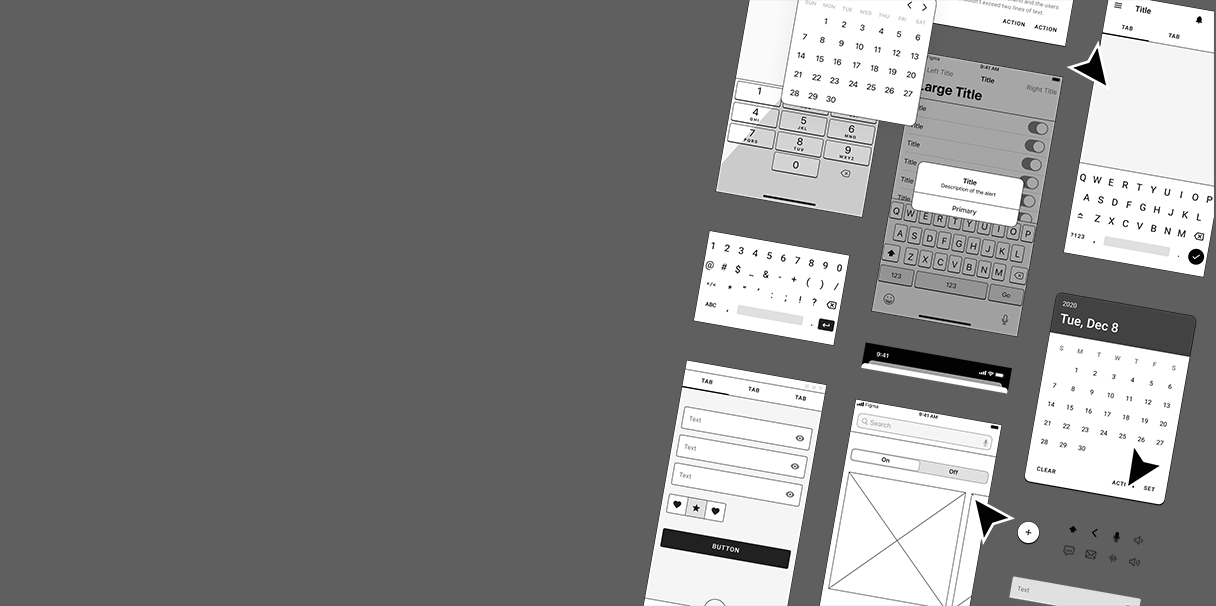 SUN MON TUE WED THU FRI SAT
1 2 3 4 5 6
7 8 9 10 11 12 13
14 15 16 17 18 19 20
21 22 23 24 25 26 27
28 29 30
1
4 GHI
5 JKL
6 MNO
7 PQRS
8 TUV
9 WXYZ
0
and the users
exceed two lines of text.
ACTION ACTION
9:41 AM
Left Title
Title
Right Title
Large Title
Title
Title
Title
Title
Title
Title
Description of the alert
Primary
Q W E R T Y U I O P
A S D F G H J K L
Z X C V B N M
123
123
Go
Title
TAB TAB
Q W E R T Y U I O P
A S D F G H J K L
Z X C V B N M
?123 , .
1 2 3 4 5 6 7 8 9 0
@ # $ _ & - + ( ) /
=\< * " ' : ; ! ?
ABC , .
9:41
2020
Tue, Dec 8
S M T W T F S
1 2 3 4 5 6
7 8 9 10 11 12 13
14 15 16 17 18 19 20
21 22 23 24 25 26 27
28 29 30
CLEAR
SET
TAB TAB TAB
Text
Text
Text
BUTTON
Figma
9:41 AM
Search
On Off
Text